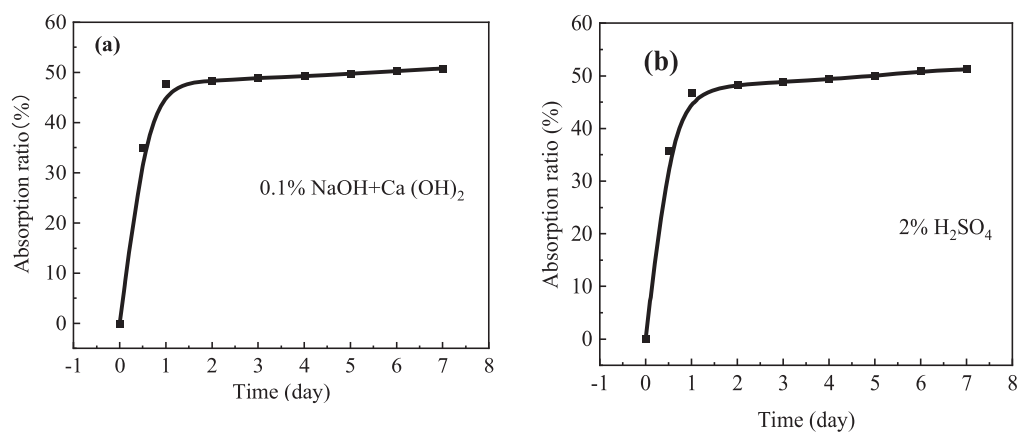 (a)
Absorption ratio(%)
60
50
40
30
20
10
0
0.1% NaOH+Ca (OH)₂
-1 0 1 2 3 4 5 6 7 8
Time (day)
(b)
Absorption ratio (%)
60
50
40
30
20
10
0
2% H₂SO₄
-1 0 1 2 3 4 5 6 7 8
Time (day)